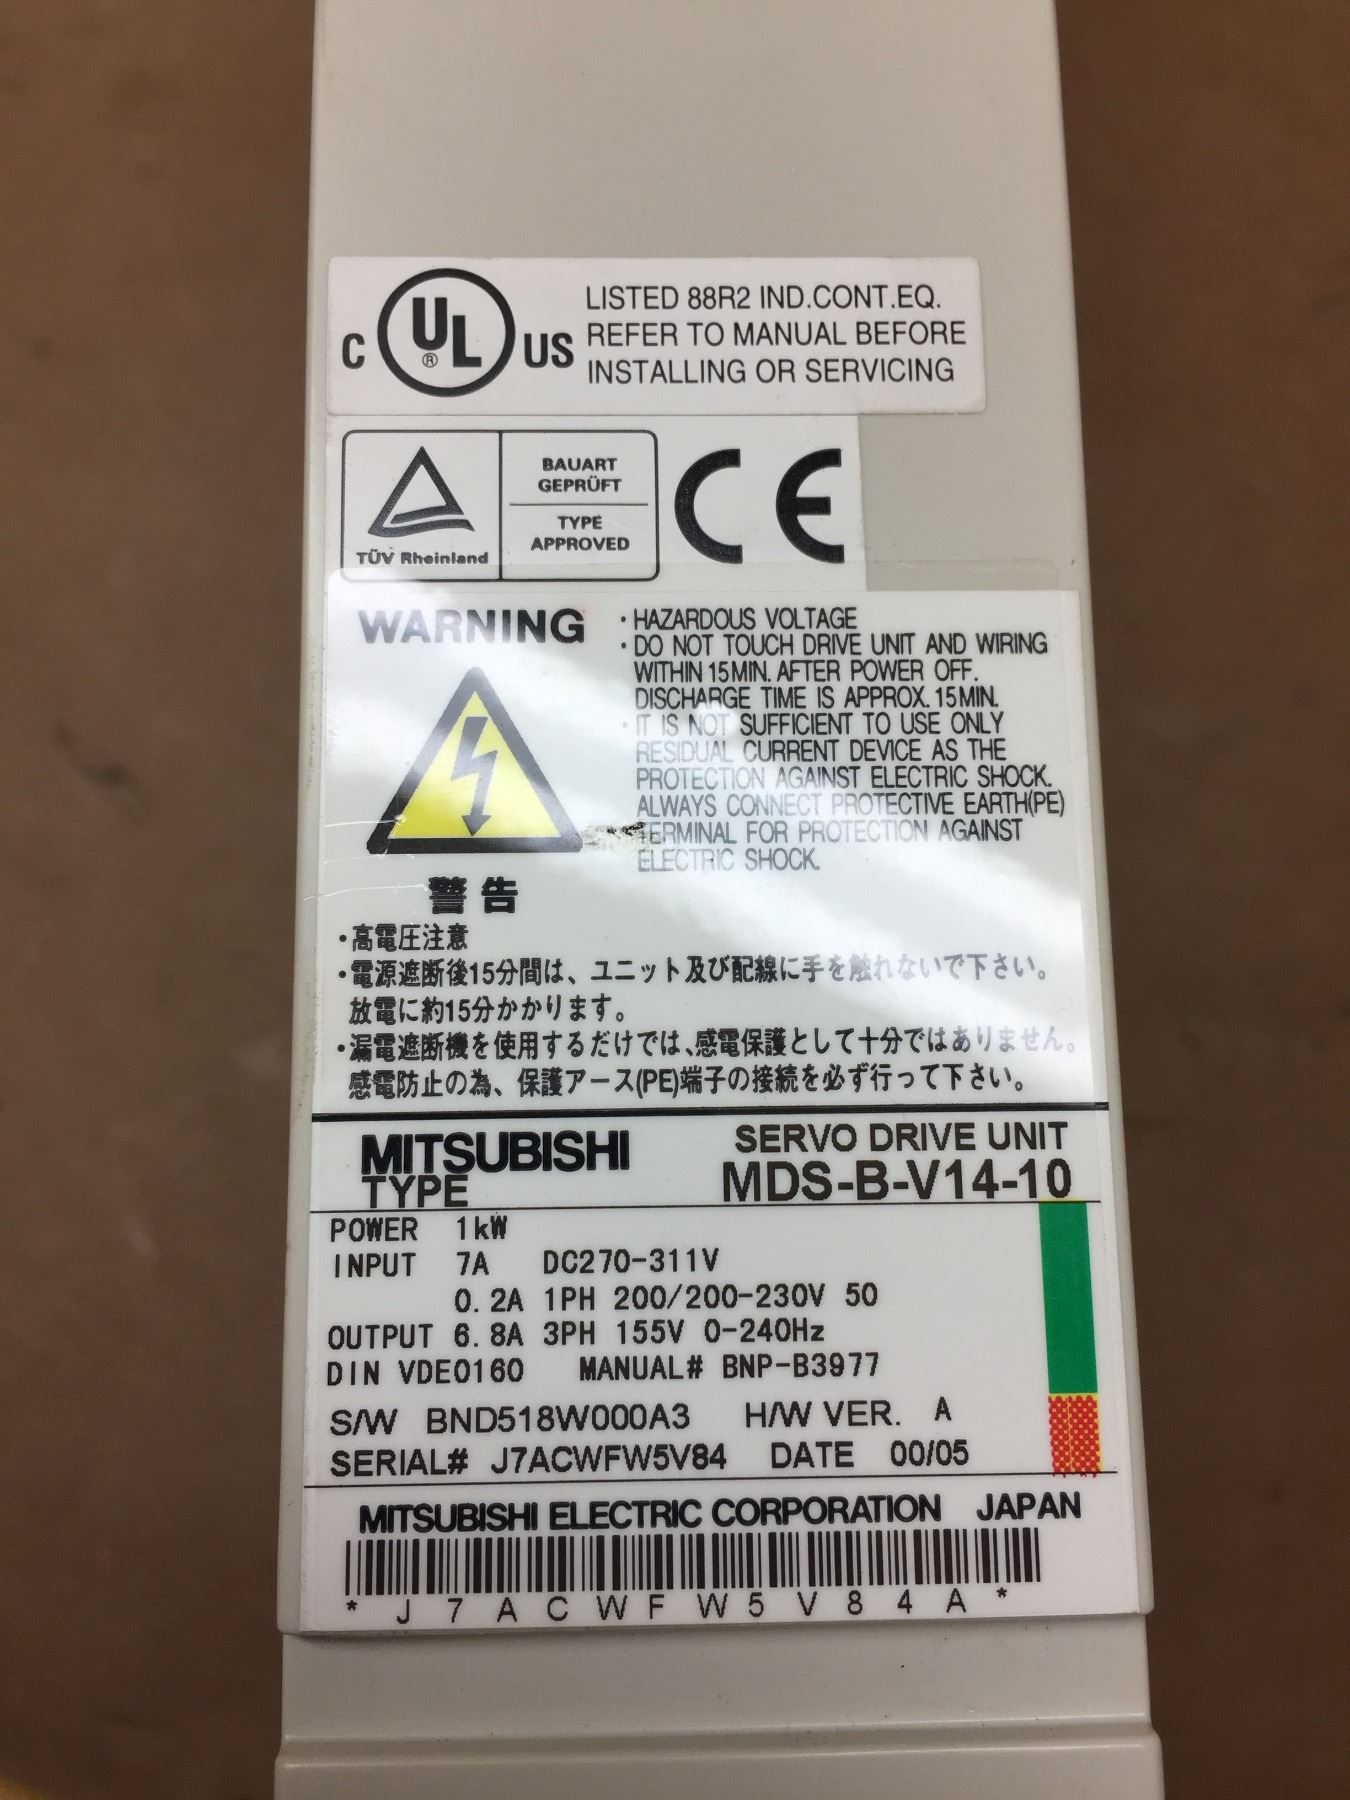 C UL ® US
LISTED 88R2 IND.CONT.EQ.
REFER TO MANUAL BEFORE
INSTALLING OR SERVICING
BAUART
GEPRÜFT
TYPE
APPROVED
TÜV Rheinland
CE
WARNING
・HAZARDOUS VOLTAGE
・DO NOT TOUCH DRIVE UNIT AND WIRING
WITHIN 15MIN. AFTER POWER OFF.
DISCHARGE TIME IS APPROX. 15MIN.
・IT IS NOT SUFFICIENT TO USE ONLY
RESIDUAL CURRENT DEVICE AS THE
PROTECTION AGAINST ELECTRIC SHOCK.
ALWAYS CONNECT PROTECTIVE EARTH(PE)
TERMINAL FOR PROTECTION AGAINST
ELECTRIC SHOCK.
警告
・高電圧注意
・電源遮断後15分間は、ユニット及び配線に手を触れないで下さい。
放電に約15分かかります。
・漏電遮断機を使用するだけでは、感電保護として十分ではありません。
感電防止の為、保護アース(PE)端子の接続を必ず行って下さい。
MITSUBISHI SERVO DRIVE UNIT
TYPE MDS-B-V14-10
POWER 1kW
INPUT 7A DC270-311V
0.2A 1PH 200/200-230V 50
OUTPUT 6.8A 3PH 155V 0-240Hz
DIN VDE0160 MANUAL# BNP-B3977
S/W BND518W000A3 H/W VER. A
SERIAL# J7ACWFW5V84 DATE 00/05
MITSUBISHI ELECTRIC CORPORATION JAPAN
* J 7 A C W F W 5 V 8 4 A *